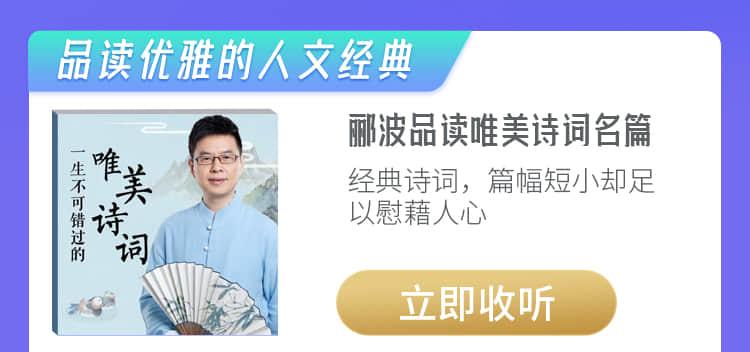 品读优雅的人文经典
一生不可错过的
唯美诗词
郦波品读唯美诗词名篇
经典诗词，篇幅短小却足
以慰藉人心
立即收听